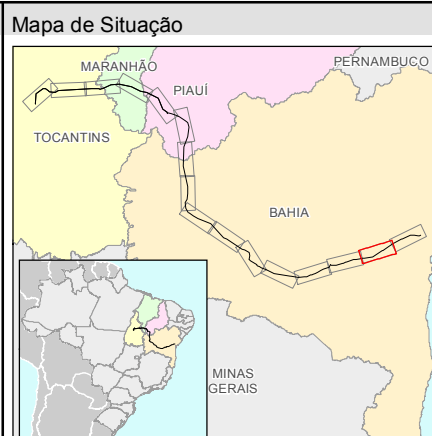 Mapa de Situação
MARANHÃO
PERNAMBUCO
PIAUÍ
TOCANTINS
BAHIA
MINAS
GERAIS